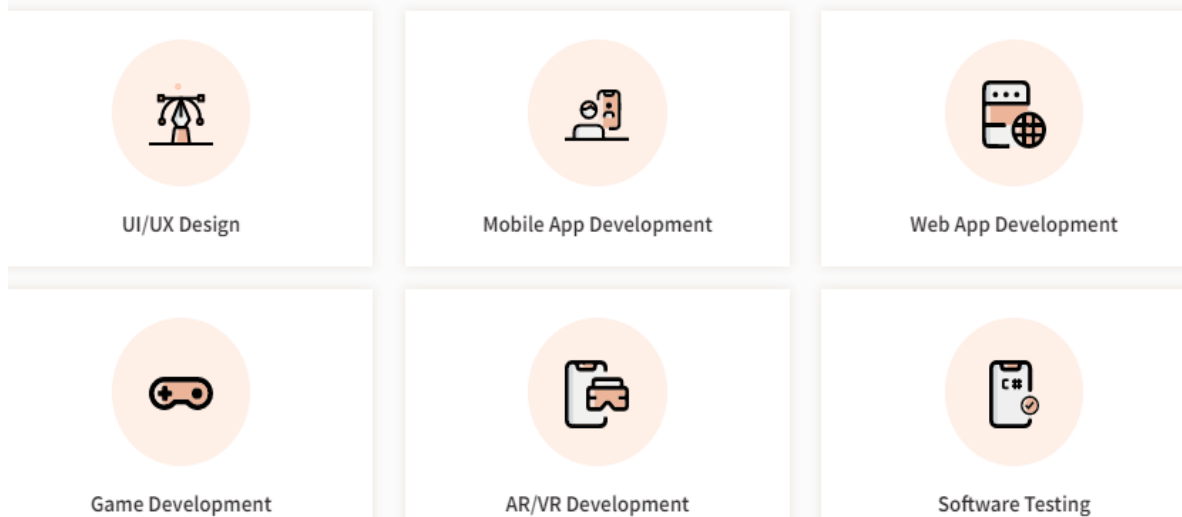 UI/UX Design
Mobile App Development
Web App Development
C#
Game Development
AR/VR Development
Software Testing